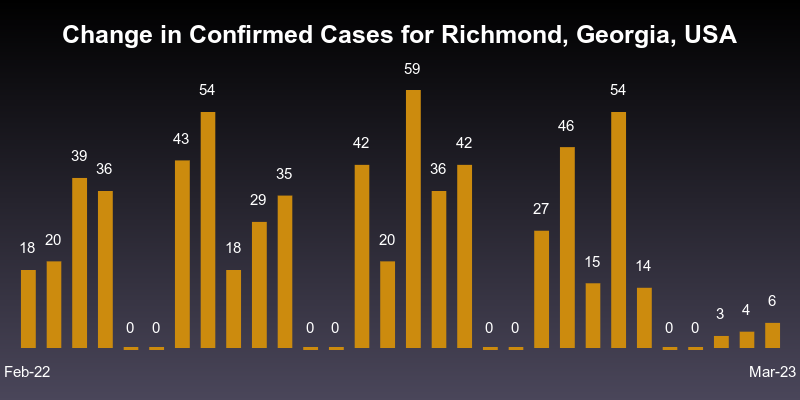 Change in Confirmed Cases for Richmond, Georgia, USA
18 20 39 36 0 0 43 54 18 29 35 0 0 42 20 59 36 42 0 0 27 46 15 54 14 0 0 3 4 6
Feb-22 Mar-23